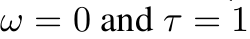 ω = 0 and τ = 1